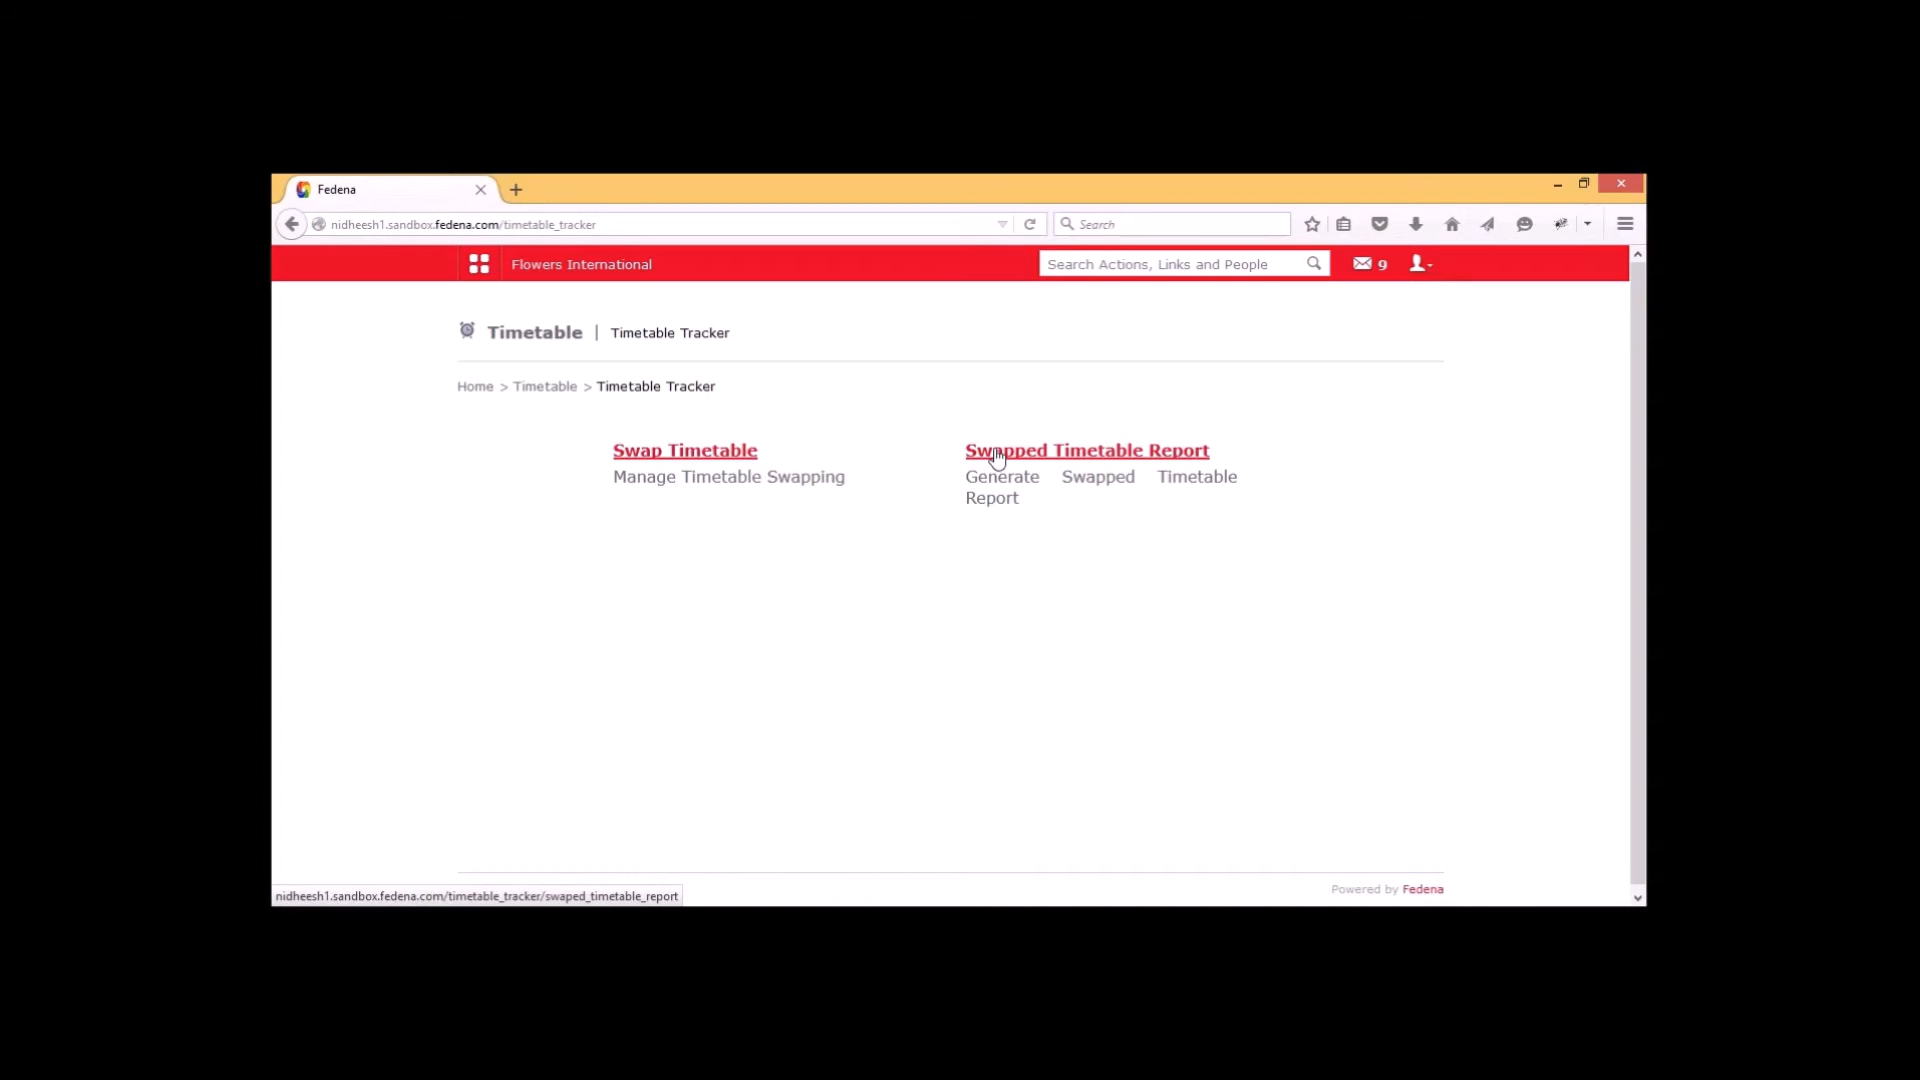 Fedena
nidheesh1.sandbox.fedena.com/timetable_tracker
Search
Flowers International
Search Actions, Links and People
9
Timetable | Timetable Tracker
Home > Timetable > Timetable Tracker
Swap Timetable
Manage Timetable Swapping
Swapped Timetable Report
Generate Swapped Timetable
Report
Powered by Fedena
nidheesh1.sandbox.fedena.com/timetable_tracker/swaped_timetable_report